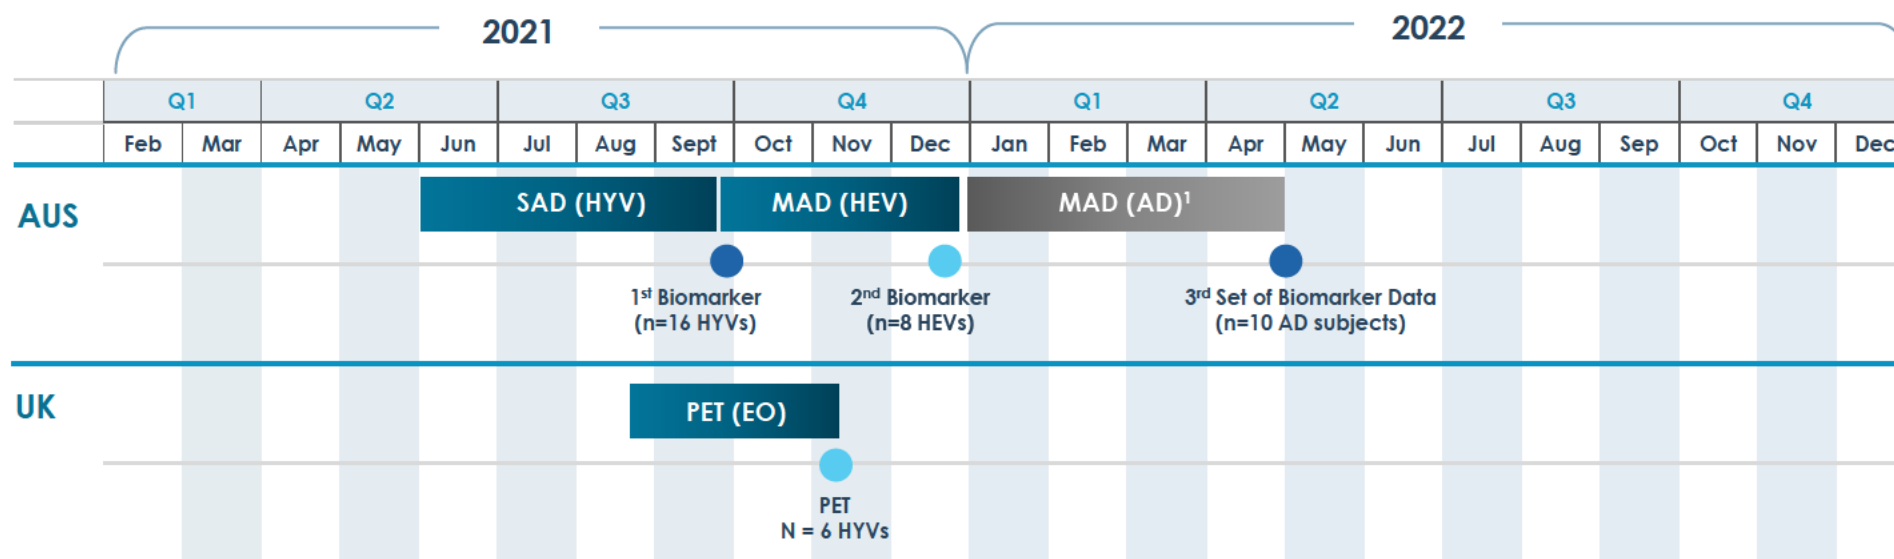 2021 2022
Q1 Q2 Q3 Q4 Q1 Q2 Q3 Q4
Feb Mar Apr May Jun Jul Aug Sept Oct Nov Dec Jan Feb Mar Apr May Jun Jul Aug Sep Oct Nov Dec
AUS
SAD (HYV) MAD (HEV) MAD (AD)¹
1st Biomarker
(n=16 HYVs)
2nd Biomarker
(n=8 HEVs)
3rd Set of Biomarker Data
(n=10 AD subjects)
UK
PET (EO)
PET
N = 6 HYVs